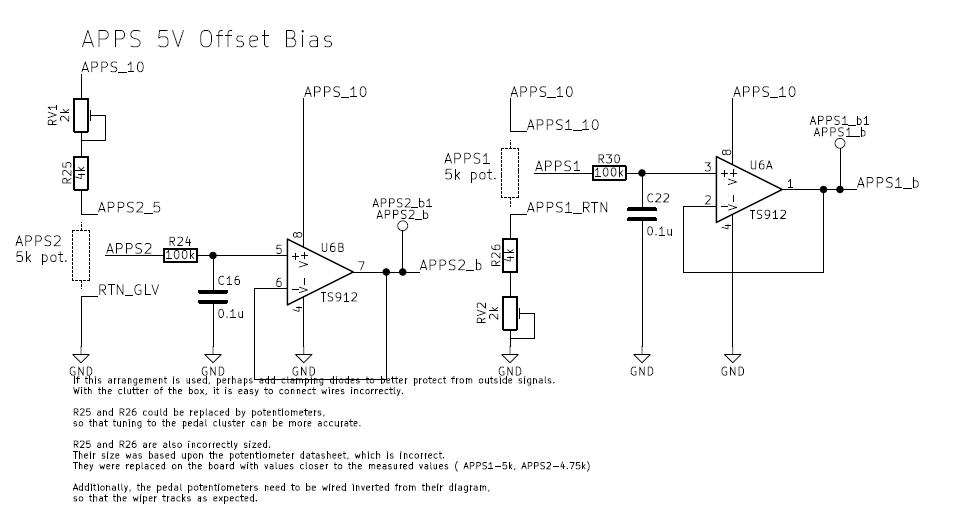 APPS 5V Offset Bias
APPS_10
RV1
2k
R25
4k
APPS2_5
APPS2
5k pot.
RTN_GLV
GND
APPS2
R24
100k
C16
0.1u
GND
APPS_10
8
5
6
7
4
++
V
−
V−
U6B
TS912
GND
APPS2_b1
APPS2_b
APPS2_b
APPS_10
APPS1_10
APPS1
5k pot.
APPS1_RTN
R26
4k
RV2
2k
GND
APPS1
R30
100k
C22
0.1u
GND
APPS_10
8
3
2
1
4
++
V
−
V−
U6A
TS912
GND
APPS1_b1
APPS1_b
APPS1_b
If this arrangement is used, perhaps add clamping diodes to better protect from outside signals.
With the clutter of the box, it is easy to connect wires incorrectly.
R25 and R26 could be replaced by potentiometers,
so that tuning to the pedal cluster can be more accurate.
R25 and R26 are also incorrectly sized.
Their size was based upon the potentiometer datasheet, which is incorrect.
They were replaced on the board with values closer to the measured values ( APPS1-5k, APPS2-4.75k)
Additionally, the pedal potentiometers need to be wired inverted from their diagram,
so that the wiper tracks as expected.